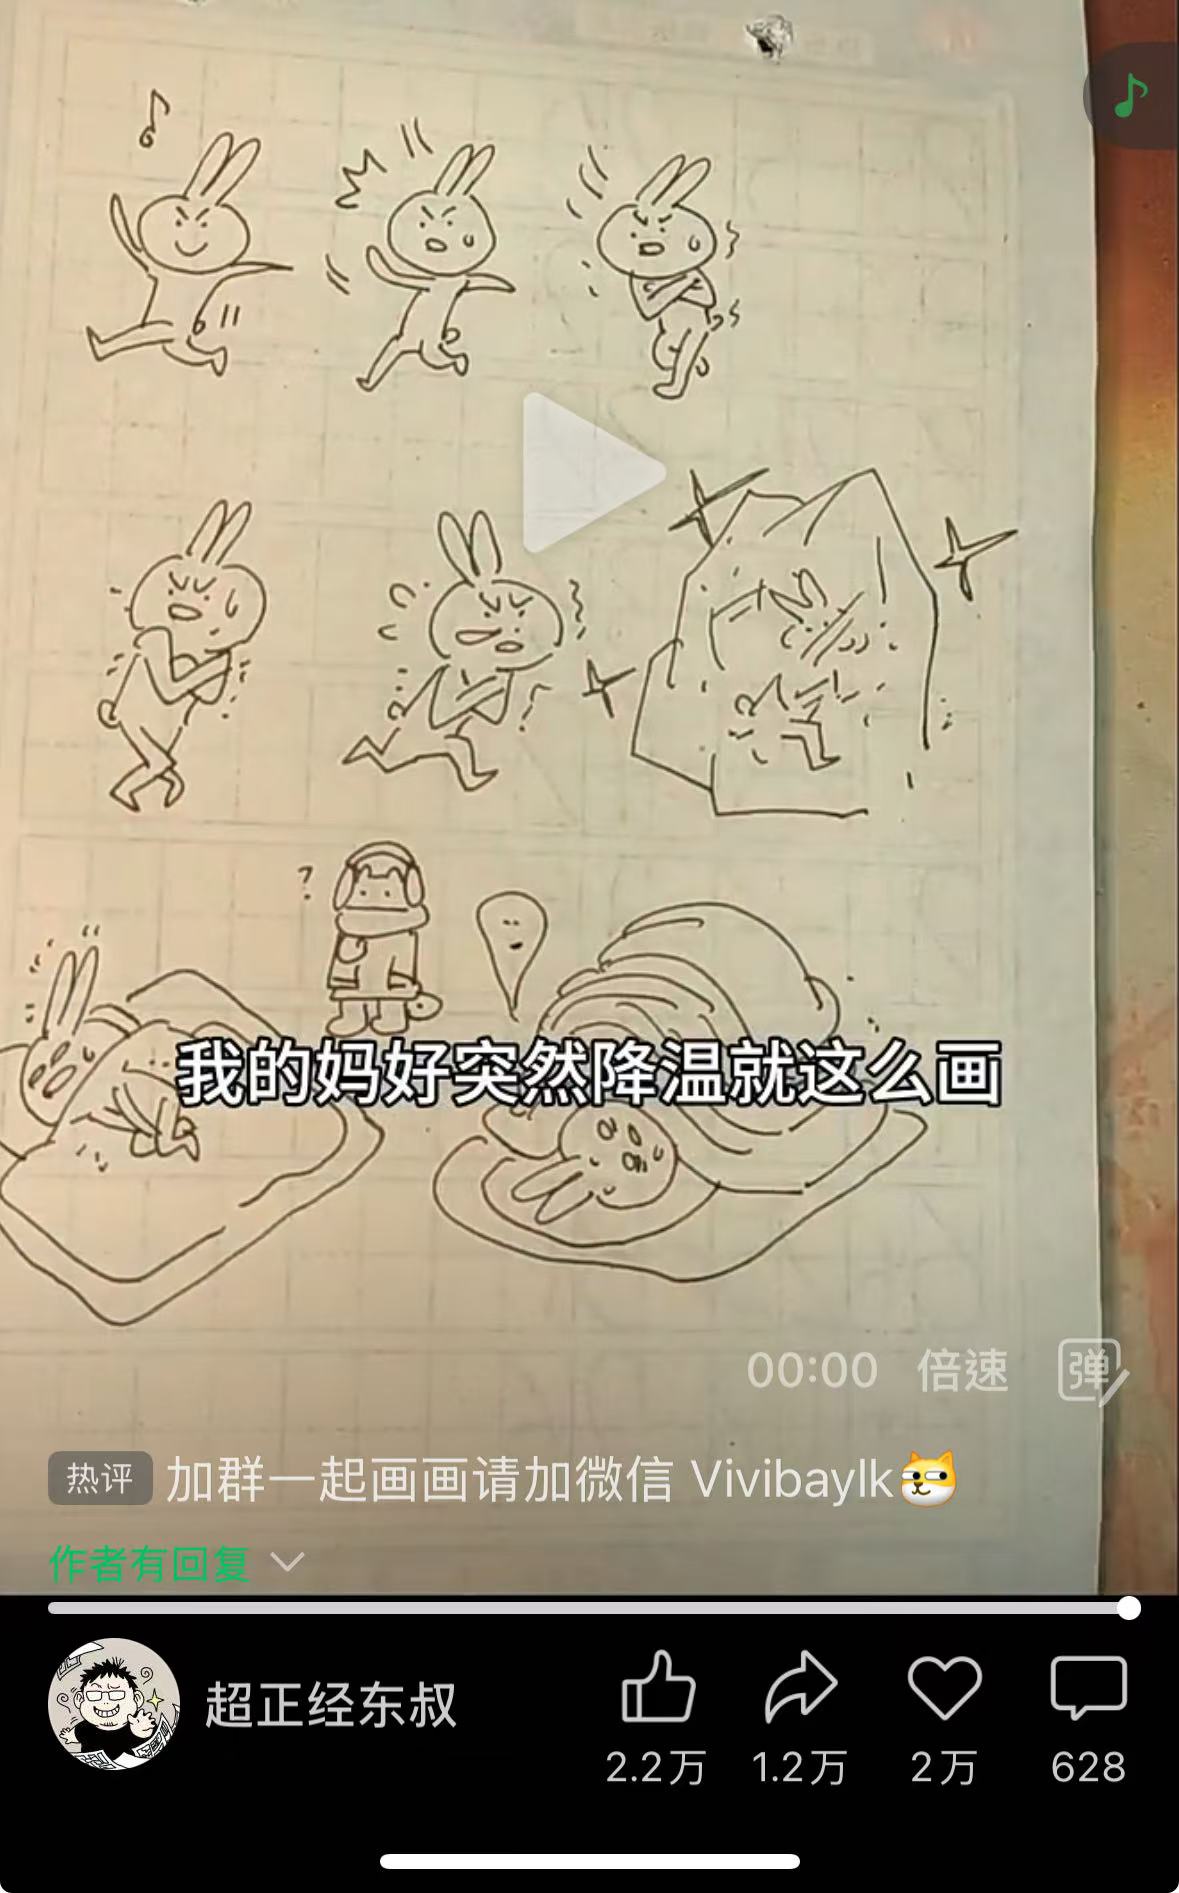 ?
我的妈好突然降温就这么画
00:00 倍速 弹
热评 加群一起画画请加微信 Vivibaylk
作者有回复
超正经东叔
2.2万 1.2万 2万 628